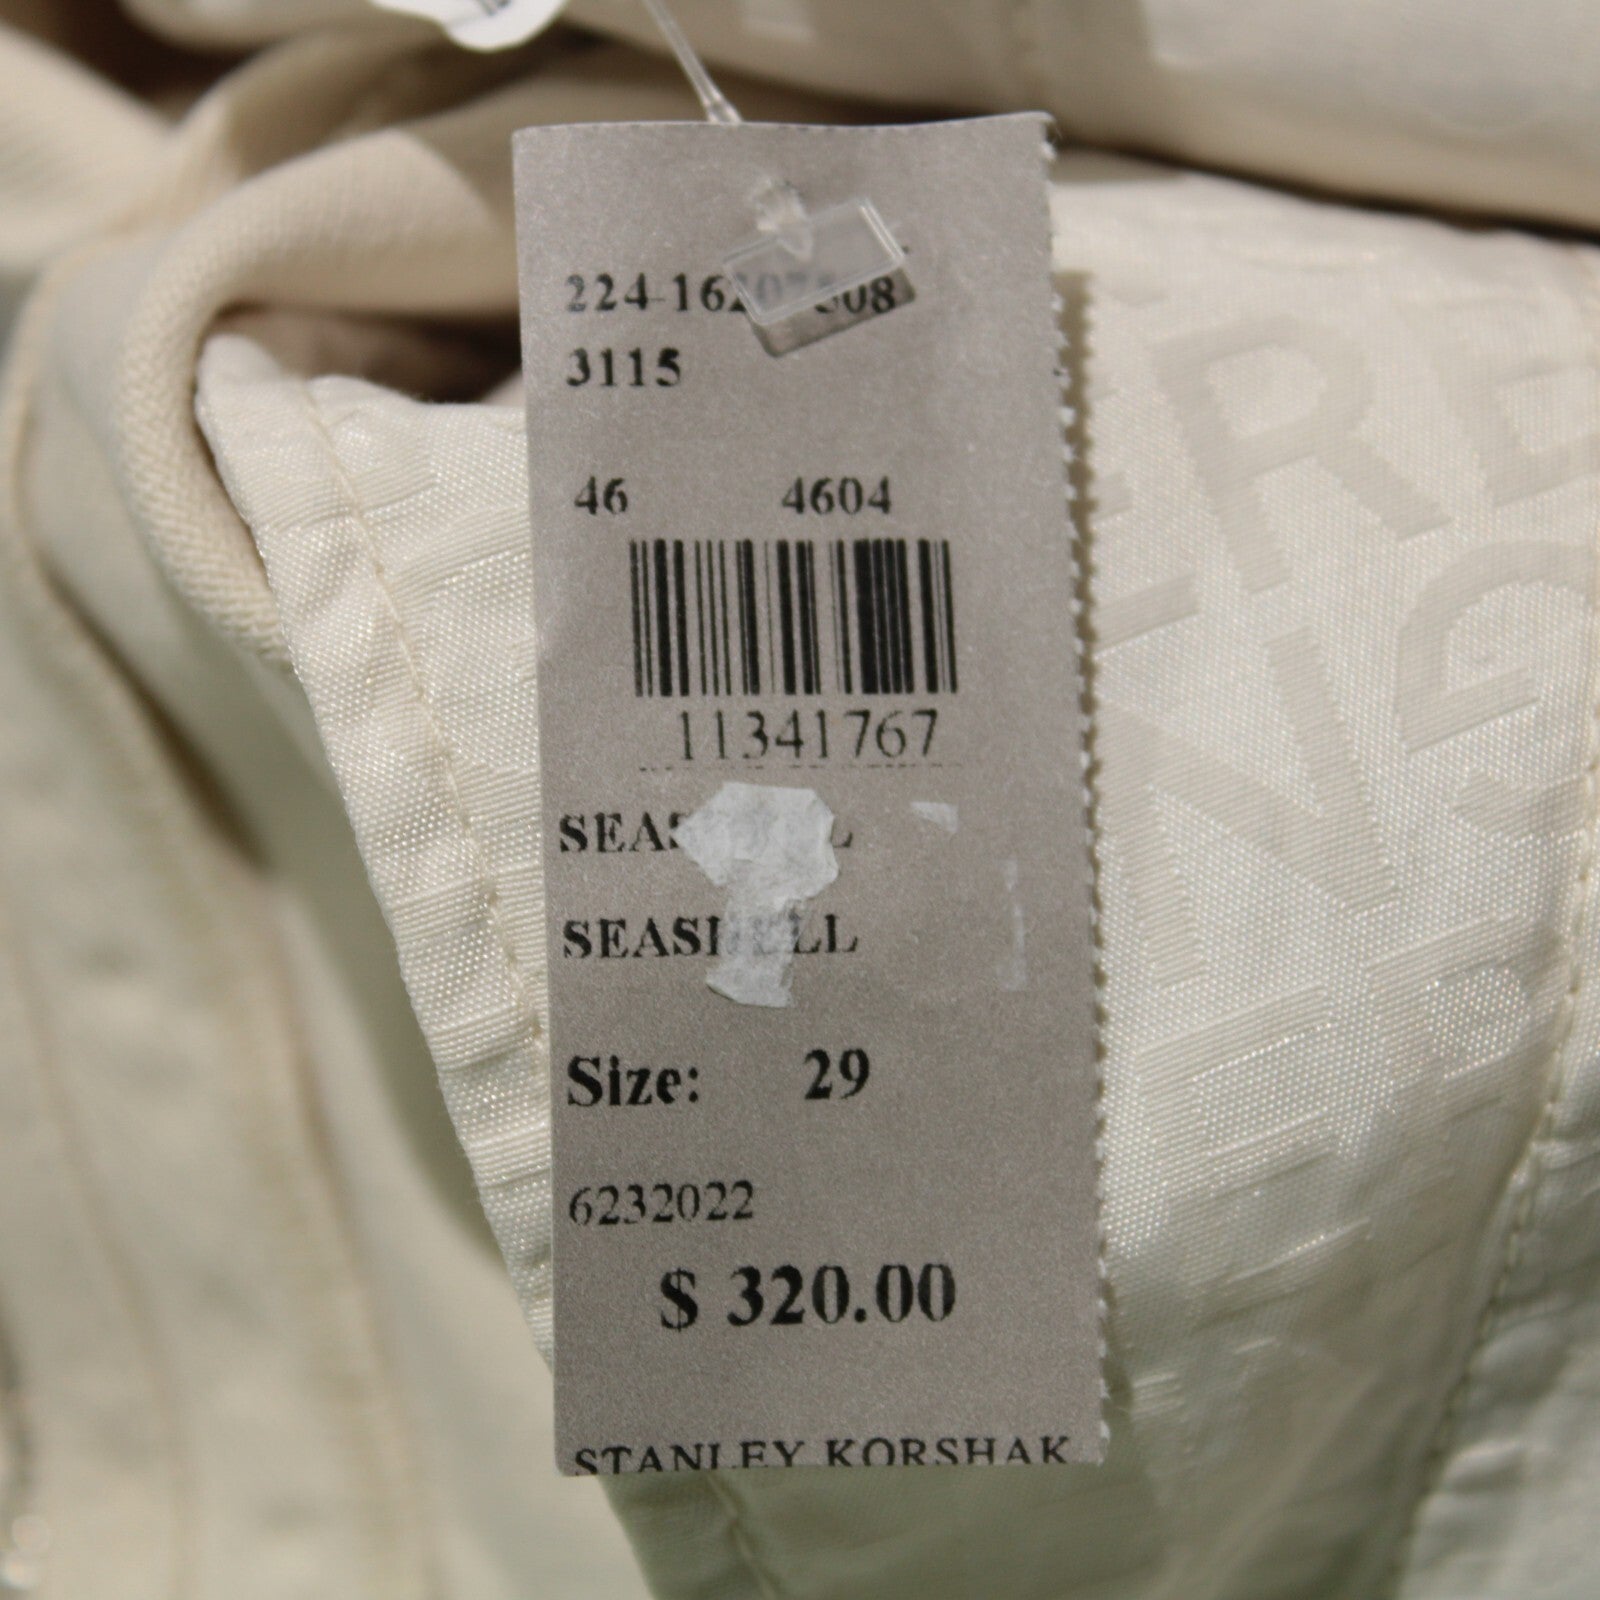 3115
46 4604
11341767
SEASHELL
Size: 29
6232022
$ 320.00
STANLEY KORSHAK